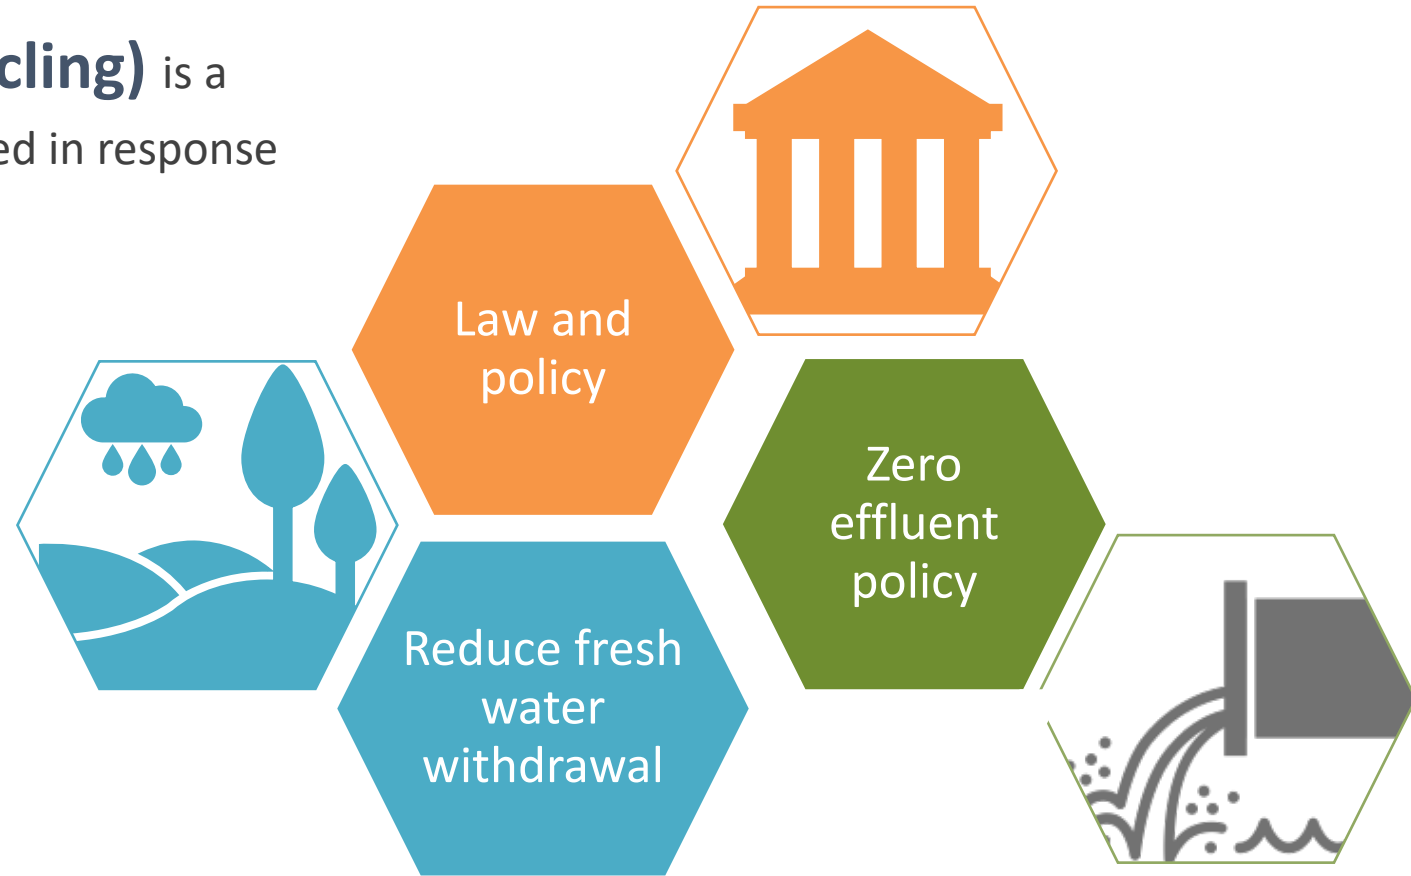 cling) is a
ed in response
Law and
policy
Zero
effluent
policy
Reduce fresh
water
withdrawal